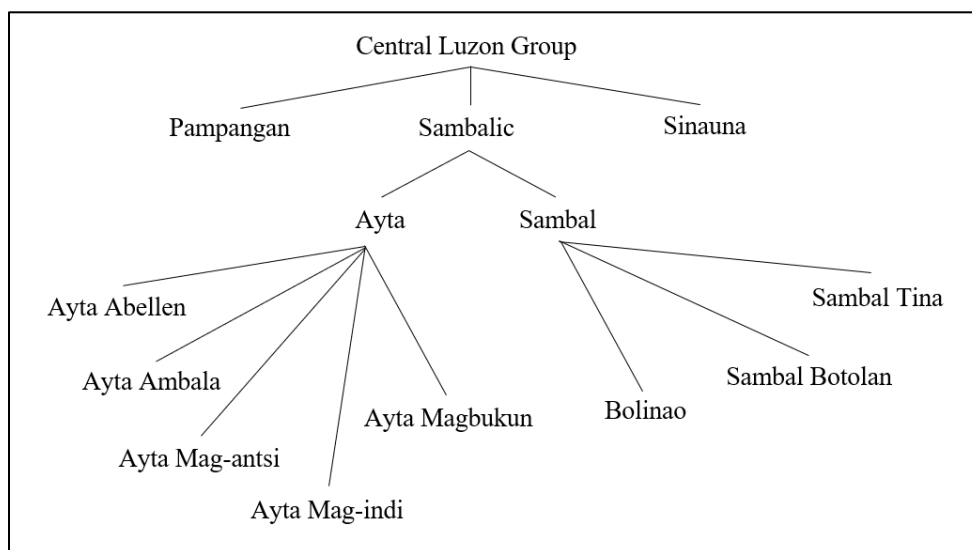 Central Luzon Group
Pampangan
Sambalic
Sinauna
Ayta
Sambal
Ayta Abellen
Ayta Ambala
Ayta Mag-antsi
Ayta Mag-indi
Ayta Magbukun
Bolinao
Sambal Botolan
Sambal Tina